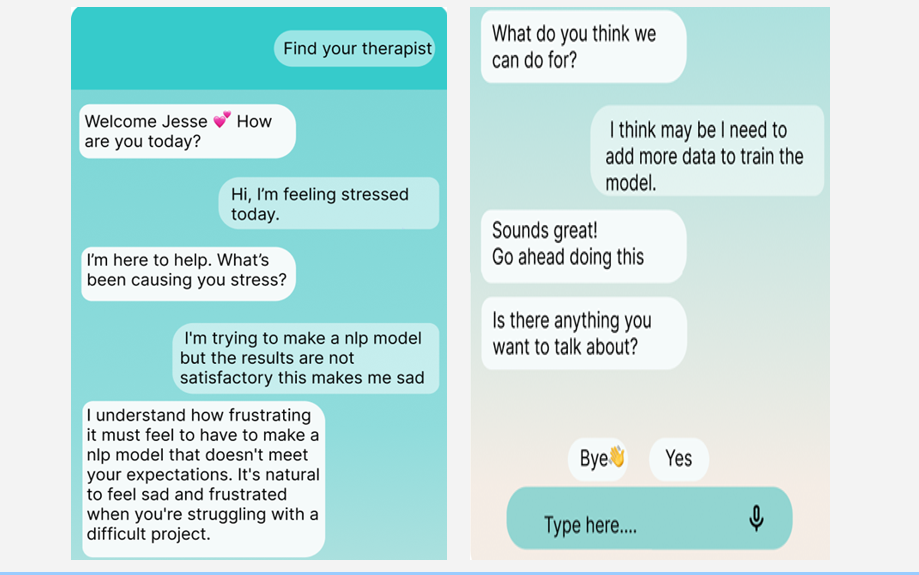 Find your therapist
Welcome Jesse 💕 How
are you today?
Hi, I’m feeling stressed
today.
I’m here to help. What’s
been causing you stress?
I'm trying to make a nlp model
but the results are not
satisfactory this makes me sad
I understand how frustrating
it must feel to have to make a
nlp model that doesn't meet
your expectations. It's natural
to feel sad and frustrated
when you're struggling with a
difficult project.
What do you think we
can do for?
I think may be I need to
add more data to train the
model.
Sounds great!
Go ahead doing this
Is there anything you
want to talk about?
Bye👋 Yes
Type here....